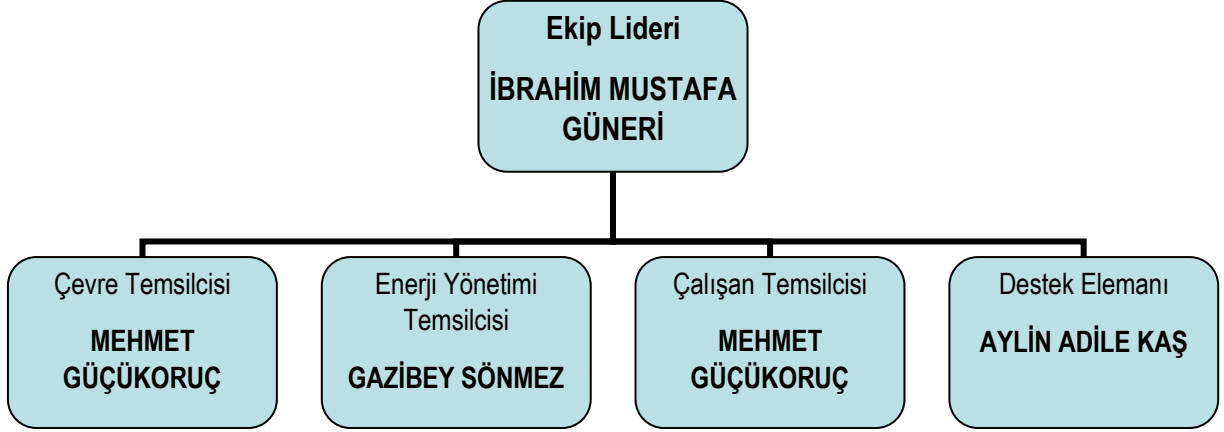 Ekip Lideri
İBRAHİM MUSTAFA
GÜNERİ
Çevre Temsilcisi
MEHMET
GÜÇÜKORUÇ
Enerji Yönetimi
Temsilcisi
GAZİBEY SÖNMEZ
Çalışan Temsilcisi
MEHMET
GÜÇÜKORUÇ
Destek Elemanı
AYLİN ADİLE KAŞ